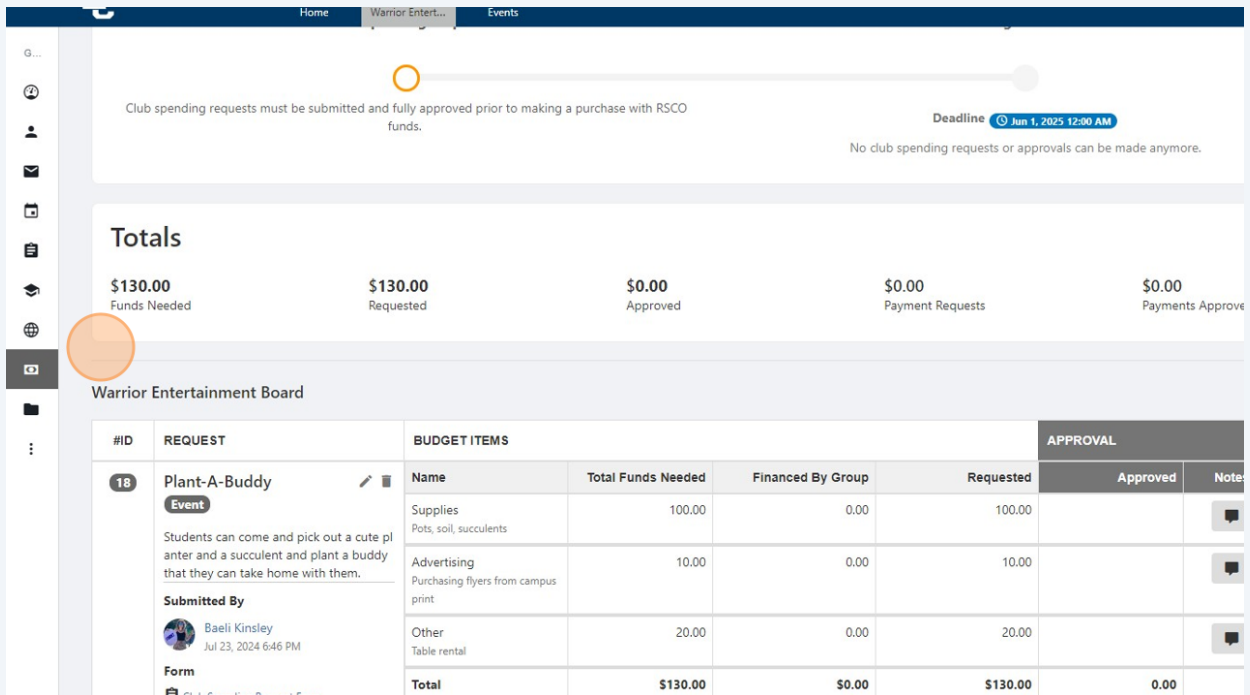 Home Warrior Entert... Events
G...
Club spending requests must be submitted and fully approved prior to making a purchase with RSCO
funds.
Deadline Jun 1, 2025 12:00 AM
No club spending requests or approvals can be made anymore.
Totals
$130.00 $130.00 $0.00 $0.00 $0.00
Funds Needed Requested Approved Payment Requests Payments Approve
Warrior Entertainment Board
#ID REQUEST BUDGET ITEMS APPROVAL
18 Plant-A-Buddy Name Total Funds Needed Financed By Group Requested Approved Notes
Event
Supplies 100.00 0.00 100.00
Pots, soil, succulents
Students can come and pick out a cute pl
anter and a succulent and plant a buddy
that they can take home with them.
Advertising 10.00 0.00 10.00
Purchasing flyers from campus
print
Submitted By
Baeli Kinsley
Jul 23, 2024 6:46 PM
Other 20.00 0.00 20.00
Table rental
Form
Total $130.00 $0.00 $130.00 0.00